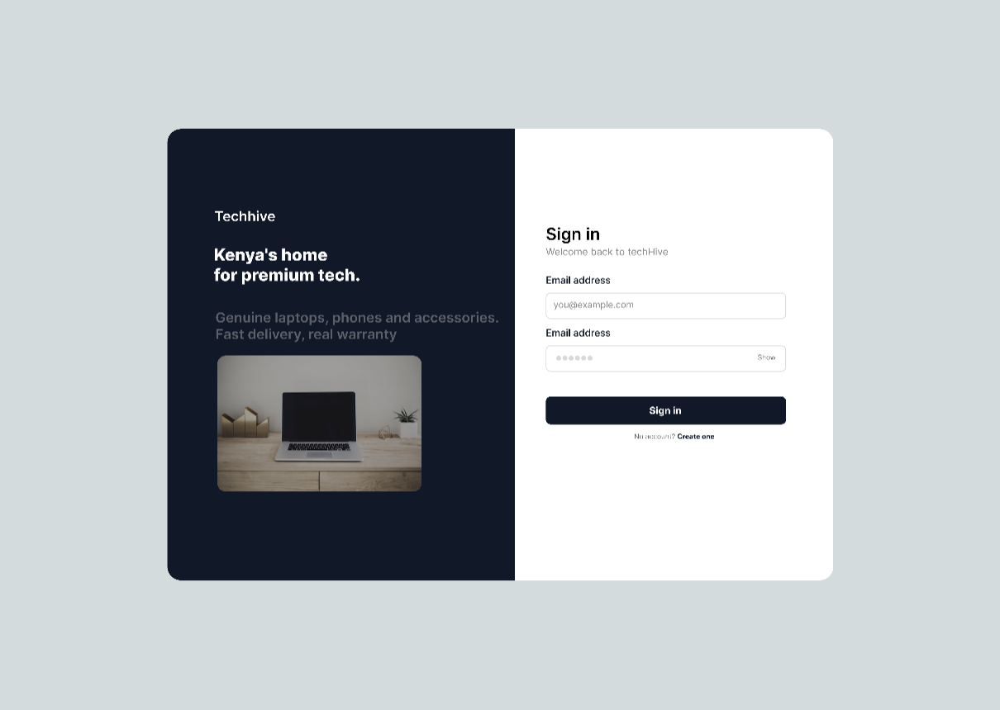 Techhive
Kenya's home
for premium tech.
Genuine laptops, phones and accessories.
Fast delivery, real warranty
Sign in
Welcome back to techHive
Email address
you@example.com
Email address
Show
Sign in
No account? Create one